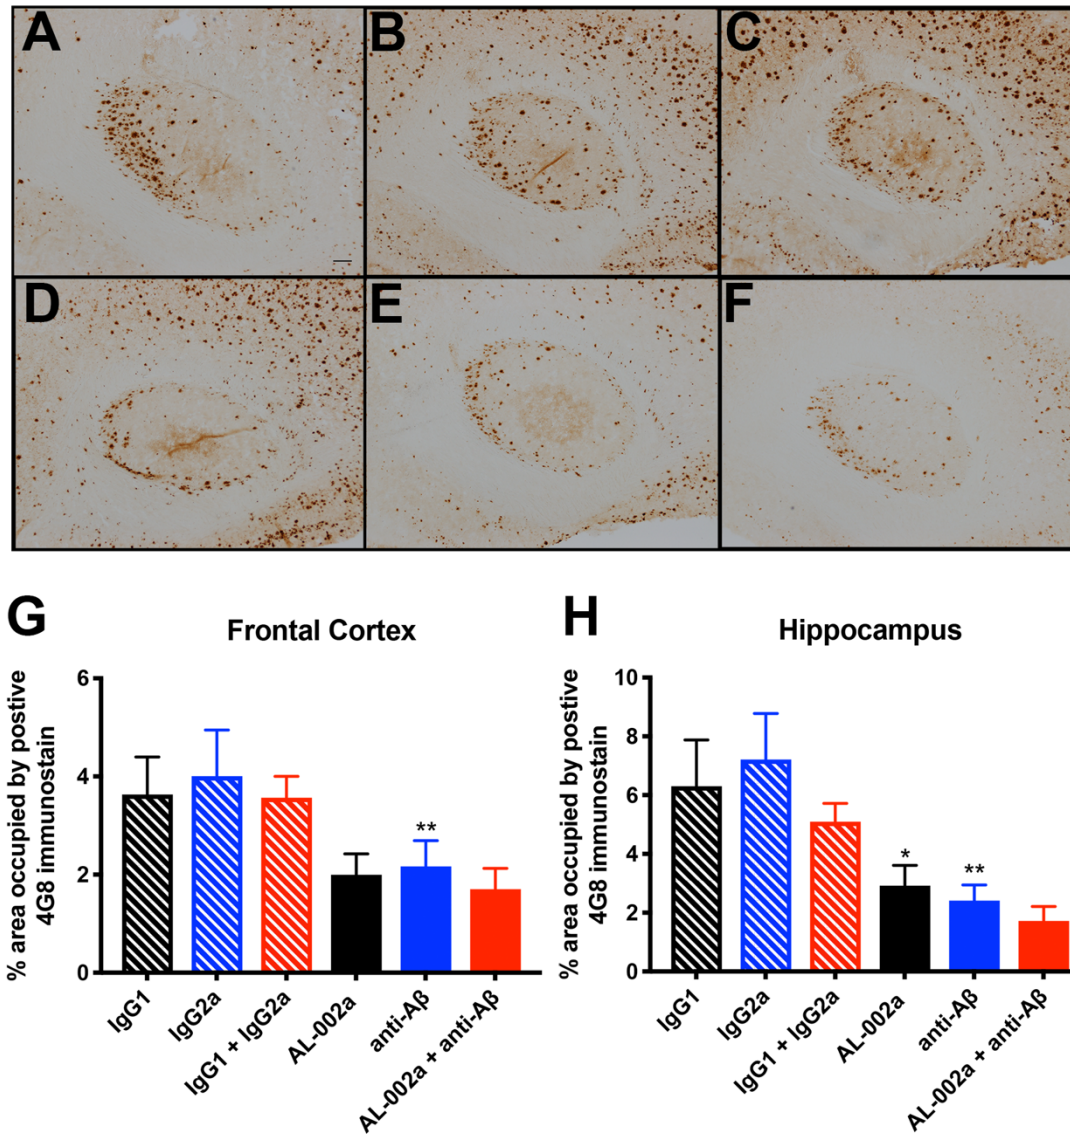 A
B
C
D
E
F
G
Frontal Cortex
% area occupied by postive
4G8 immunostain
6
4
2
0
**
IgG1
IgG2a
IgG1 + IgG2a
AL-002a
anti-Aβ
AL-002a + anti-Aβ
H
Hippocampus
% area occupied by postive
4G8 immunostain
10
8
6
4
2
0
*
**
IgG1
IgG2a
IgG1 + IgG2a
AL-002a
anti-Aβ
AL-002a + anti-Aβ